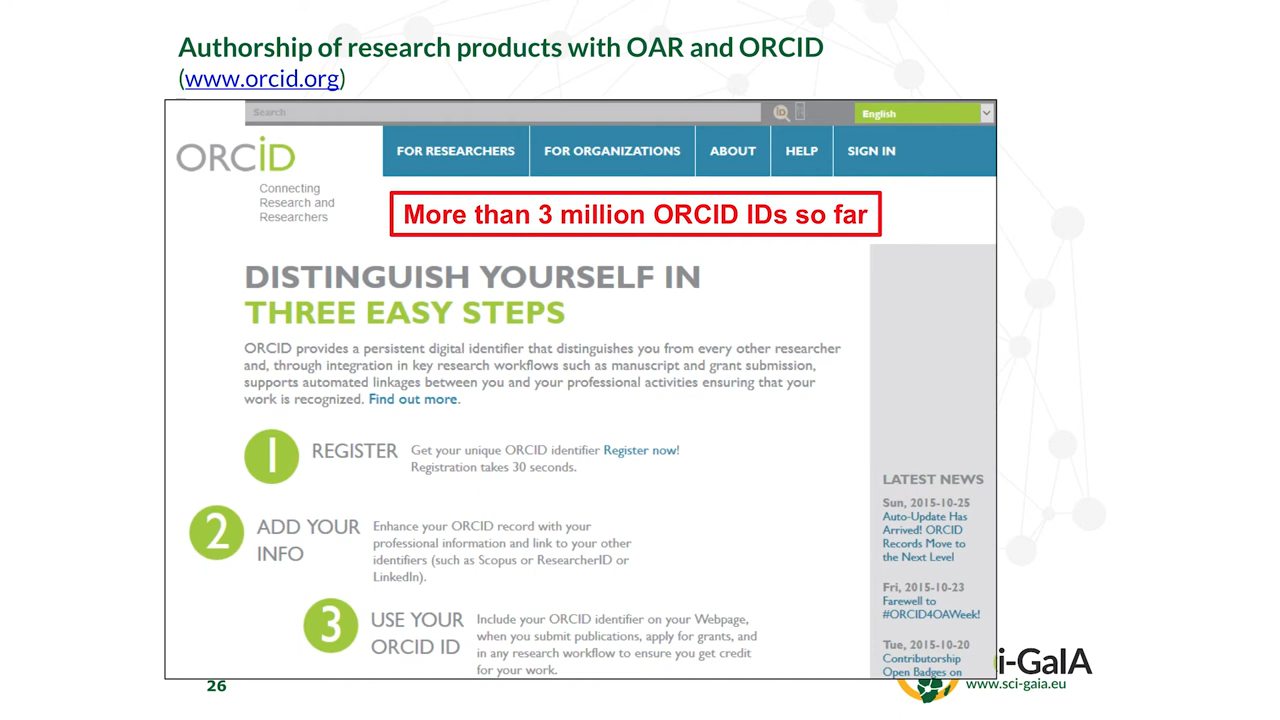 Authorship of research products with OAR and ORCID
(www.orcid.org)
Search
iD
English
ORCiD
Connecting
Research and
Researchers
FOR RESEARCHERS
FOR ORGANIZATIONS
ABOUT
HELP
SIGN IN
More than 3 million ORCID IDs so far
DISTINGUISH YOURSELF IN
THREE EASY STEPS
ORCID provides a persistent digital identifier that distinguishes you from every other researcher
and, through integration in key research workflows such as manuscript and grant submission,
supports automated linkages between you and your professional activities ensuring that your
work is recognized. Find out more.
1
REGISTER
Get your unique ORCID identifier Register now!
Registration takes 30 seconds.
2
ADD YOUR
INFO
Enhance your ORCID record with your
professional information and link to your other
identifiers (such as Scopus or ResearcherID or
LinkedIn).
3
USE YOUR
ORCID ID
Include your ORCID identifier on your Webpage,
when you submit publications, apply for grants, and
in any research workflow to ensure you get credit
for your work.
LATEST NEWS
Sun, 2015-10-25
Auto-Update Has
Arrived! ORCID
Records Move to
the Next Level
Fri, 2015-10-23
Farewell to
#ORCID4OAWeek!
Tue, 2015-10-20
Contributorship
Open Badges on
i-GaIA
www.sci-gaia.eu
26